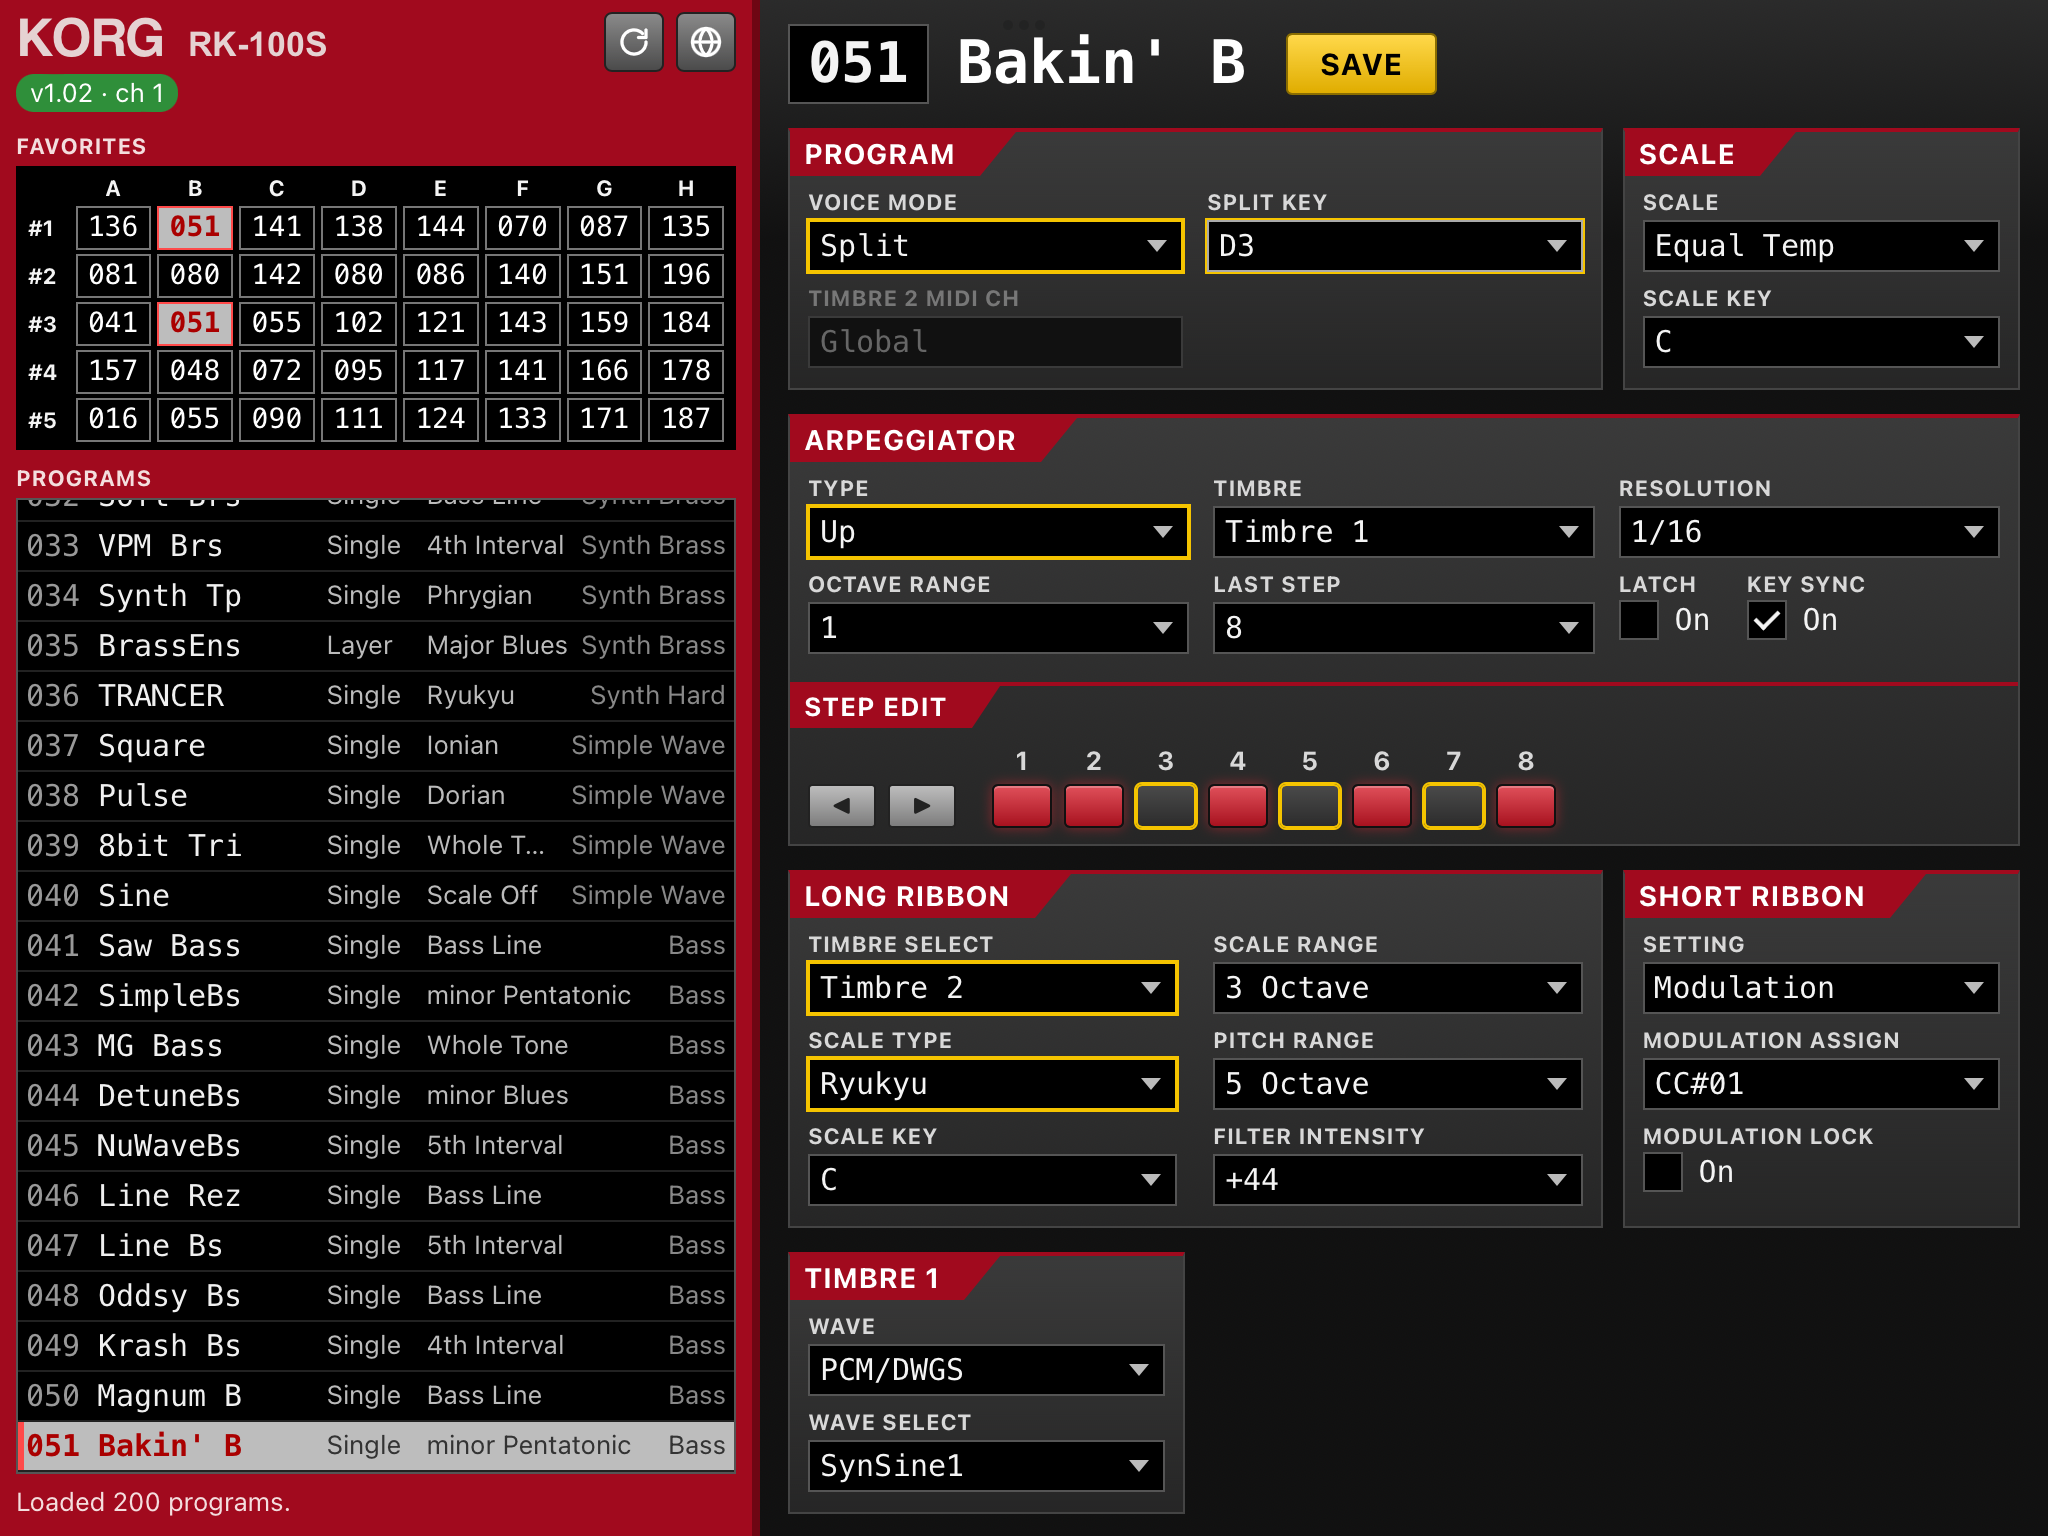 KORG RK-100S
v1.02 · ch 1
FAVORITES
A B C D E F G H
#1 136 051 141 138 144 070 087 135
#2 081 080 142 080 086 140 151 196
#3 041 051 055 102 121 143 159 184
#4 157 048 072 095 117 141 166 178
#5 016 055 090 111 124 133 171 187
PROGRAMS
033 VPM Brs Single 4th Interval Synth Brass
034 Synth Tp Single Phrygian Synth Brass
035 BrassEns Layer Major Blues Synth Brass
036 TRANCER Single Ryukyu Synth Hard
037 Square Single Ionian Simple Wave
038 Pulse Single Dorian Simple Wave
039 8bit Tri Single Whole T... Simple Wave
040 Sine Single Scale Off Simple Wave
041 Saw Bass Single Bass Line Bass
042 SimpleBs Single minor Pentatonic Bass
043 MG Bass Single Whole Tone Bass
044 DetuneBs Single minor Blues Bass
045 NuWaveBs Single 5th Interval Bass
046 Line Rez Single Bass Line Bass
047 Line Bs Single 5th Interval Bass
048 Oddsy Bs Single Bass Line Bass
049 Krash Bs Single 4th Interval Bass
050 Magnum B Single Bass Line Bass
051 Bakin' B Single minor Pentatonic Bass
Loaded 200 programs.
051 Bakin' B SAVE
PROGRAM
VOICE MODE SPLIT KEY
Split D3
TIMBRE 2 MIDI CH
Global
SCALE
SCALE
Equal Temp
SCALE KEY
C
ARPEGGIATOR
TYPE TIMBRE RESOLUTION
Up Timbre 1 1/16
OCTAVE RANGE LAST STEP LATCH KEY SYNC
1 8 On On
STEP EDIT
1 2 3 4 5 6 7 8
LONG RIBBON
TIMBRE SELECT SCALE RANGE
Timbre 2 3 Octave
SCALE TYPE PITCH RANGE
Ryukyu 5 Octave
SCALE KEY FILTER INTENSITY
C +44
SHORT RIBBON
SETTING
Modulation
MODULATION ASSIGN
CC#01
MODULATION LOCK
On
TIMBRE 1
WAVE
PCM/DWGS
WAVE SELECT
SynSine1